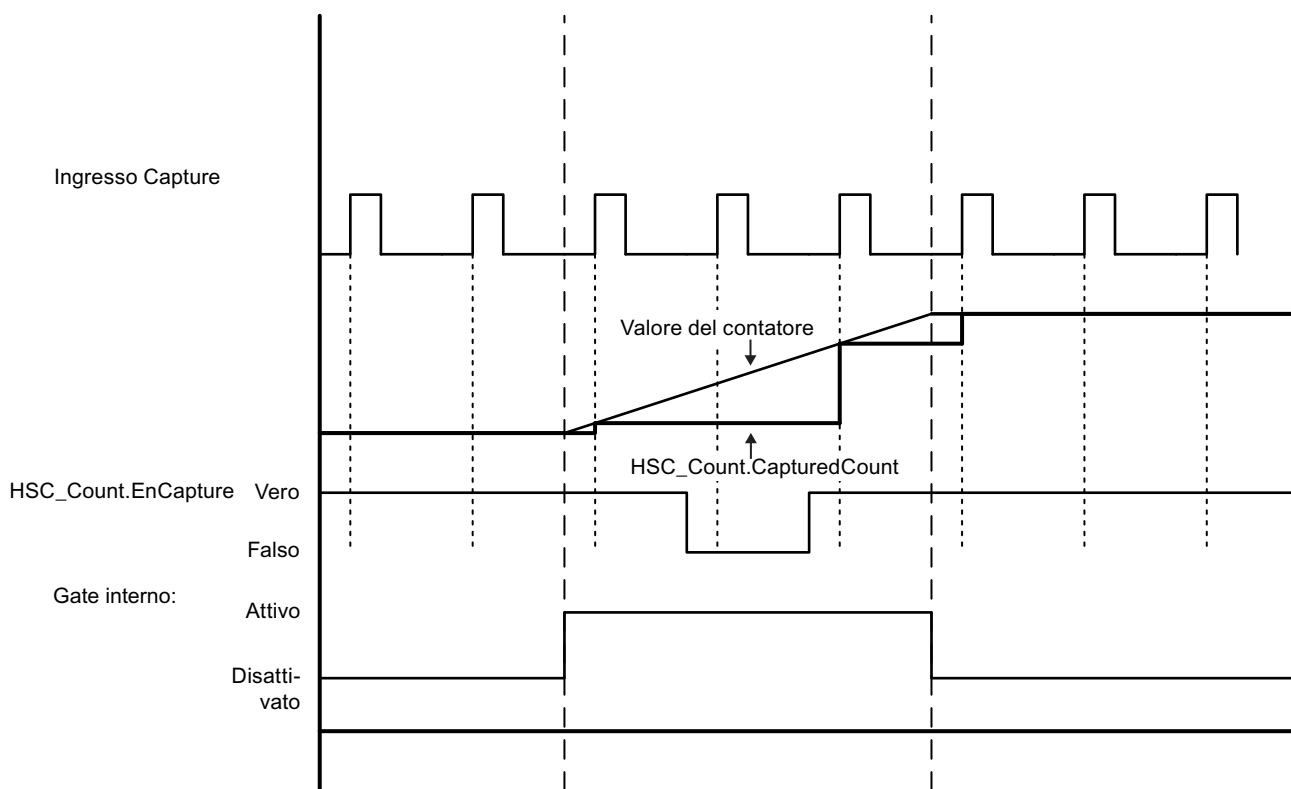 Ingresso Capture
Valore del contatore
HSC_Count.CapturedCount
HSC_Count.EnCapture
Vero
Falso
Gate interno:
Attivo
Disatti-
vato